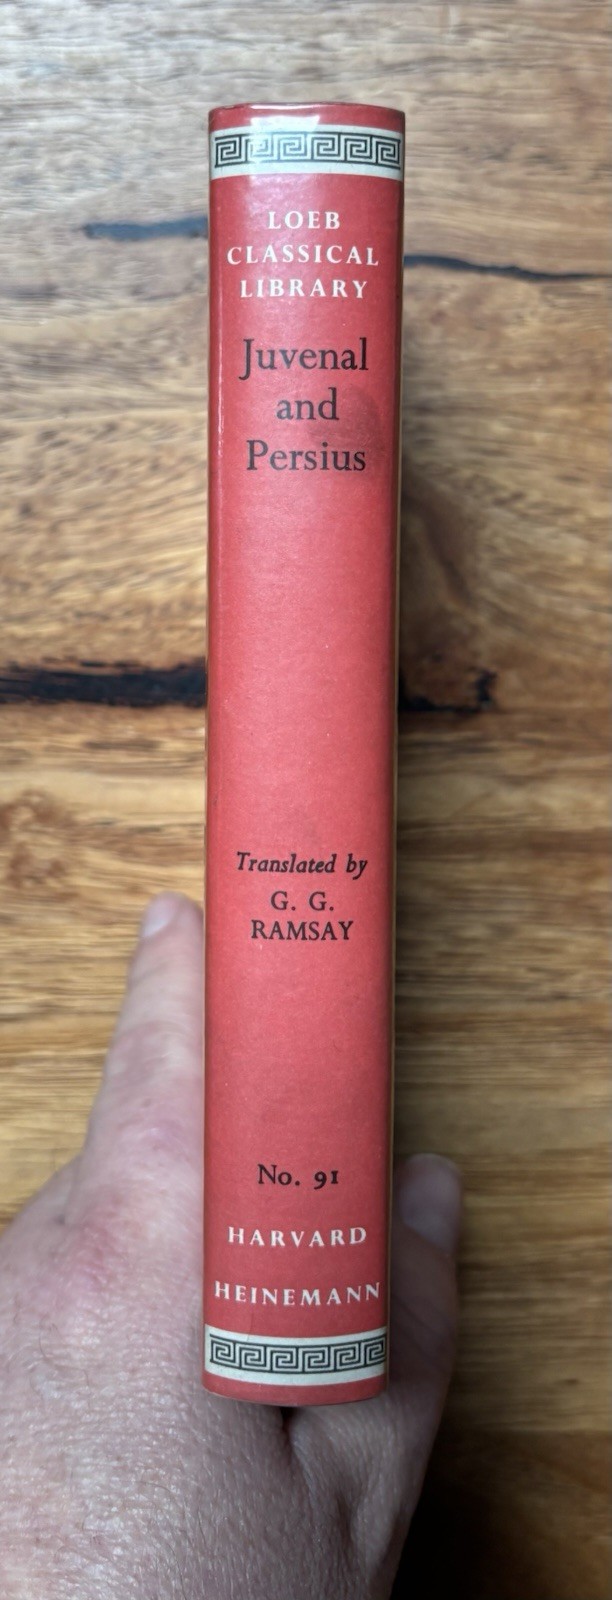 LOEB
CLASSICAL
LIBRARY
Juvenal
and
Persius
Translated by
G. G.
RAMSAY
No. 91
HARVARD
HEINEMANN